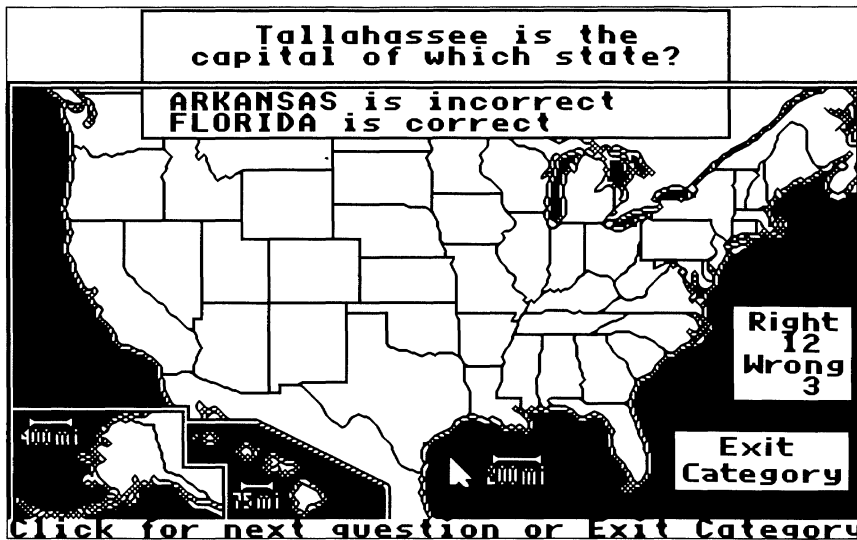 Tallahassee is the
capital of which state?
ARKANSAS is incorrect
FLORIDA is correct
Right
12
Wrong
3
400mi
200mi
75mi
Exit
Category
Click for next question or Exit Category